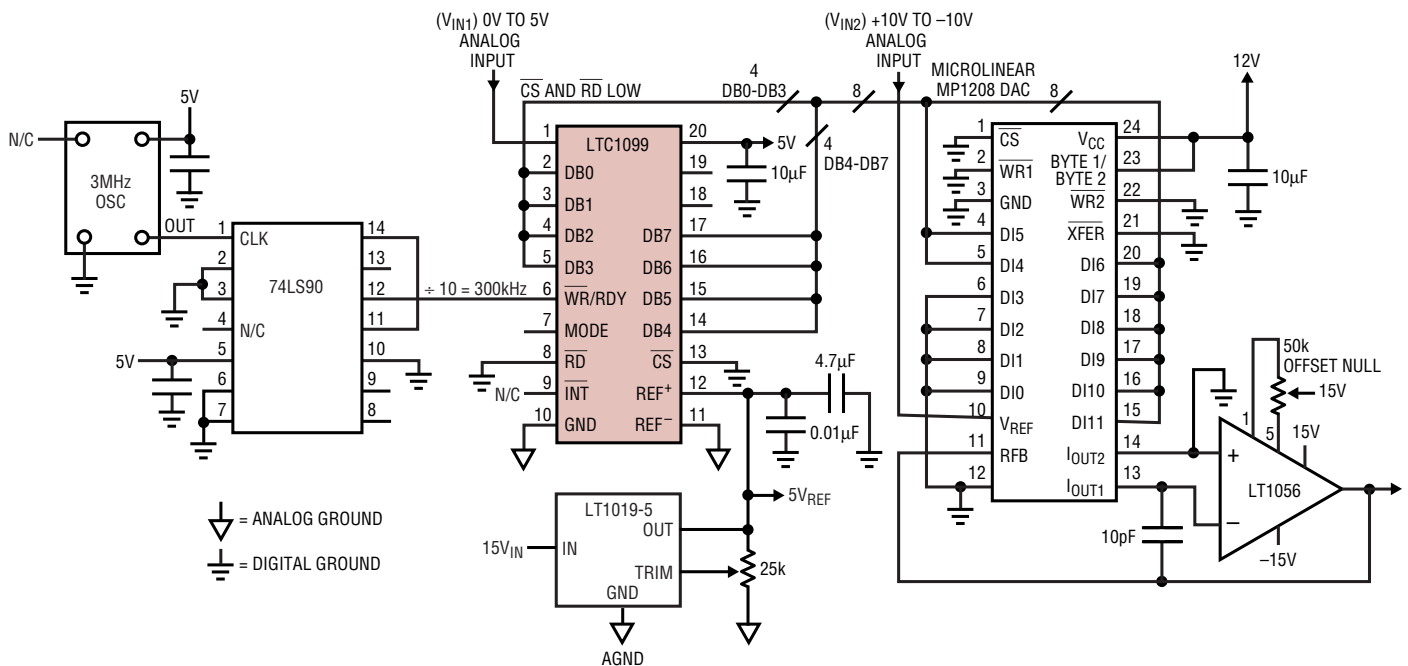 (VIN1) 0V TO 5V
ANALOG
INPUT
(VIN2) +10V TO –10V
ANALOG
INPUT
CS AND RD LOW
4
DB0-DB3
8
MICROLINEAR
MP1208 DAC
8
12V
4
DB4-DB7
5V
N/C
3MHz
OSC
OUT
1
CLK
2
3
4
N/C
5
6
7
74LS90
14
13
12
11
10
9
8
5V
÷ 10 = 300kHz
LTC1099
1
2
DB0
3
DB1
4
DB2
5
DB3
6
WR/RDY
7
MODE
8
RD
N/C
9
INT
10
GND
20
5V
19
18
17
DB7
16
DB6
15
DB5
14
DB4
13
CS
12
REF+
11
REF–
10µF
4.7µF
0.01µF
5VREF
LT1019-5
OUT
15VIN
IN
TRIM
GND
25k
AGND
= ANALOG GROUND
= DIGITAL GROUND
1
CS
2
WR1
3
GND
4
DI5
5
DI4
6
DI3
7
DI2
8
DI1
9
DI0
10
VREF
11
RFB
12
24
VCC
23
BYTE 1/
BYTE 2
22
WR2
21
XFER
20
DI6
19
DI7
18
DI8
17
DI9
16
DI10
15
DI11
14
IOUT2
13
IOUT1
10µF
50k
OFFSET NULL
15V
1
5
15V
+
LT1056
–
–15V
10pF